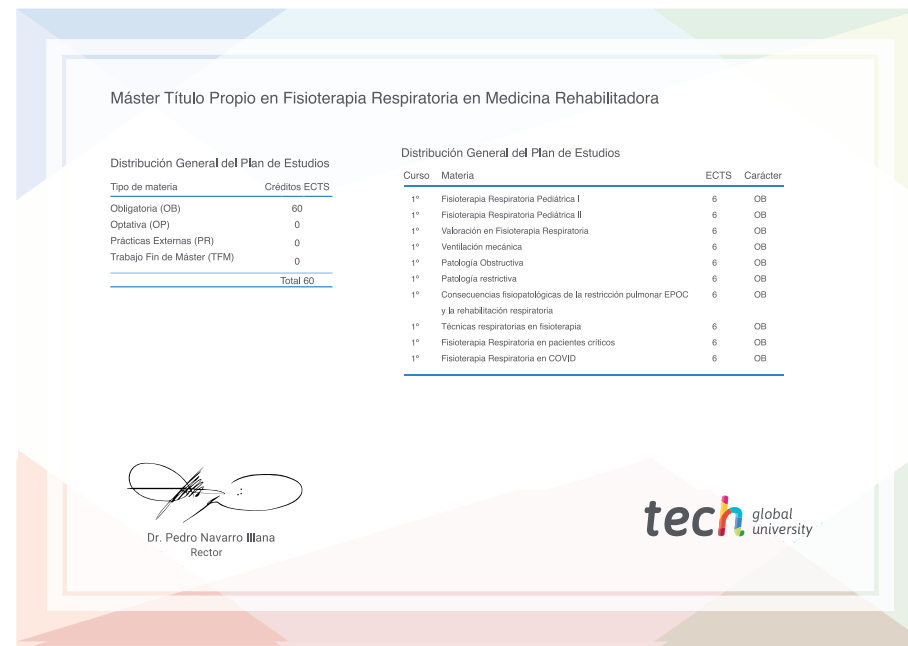 Máster Título Propio en Fisioterapia Respiratoria en Medicina Rehabilitadora
Distribución General del Plan de Estudios
Tipo de materia Créditos ECTS
Obligatoria (OB) 60
Optativa (OP) 0
Prácticas Externas (PR) 0
Trabajo Fin de Máster (TFM) 0
Total 60
Distribución General del Plan de Estudios
Curso Materia ECTS Carácter
1º Fisioterapia Respiratoria Pediátrica I 6 OB
1º Fisioterapia Respiratoria Pediátrica II 6 OB
1º Valoración en Fisioterapia Respiratoria 6 OB
1º Ventilación mecánica 6 OB
1º Patología Obstructiva 6 OB
1º Patología restrictiva 6 OB
1º Consecuencias fisiopatológicas de la restricción pulmonar EPOC 6 OB
y la rehabilitación respiratoria
1º Técnicas respiratorias en fisioterapia 6 OB
1º Fisioterapia Respiratoria en pacientes críticos 6 OB
1º Fisioterapia Respiratoria en COVID 6 OB
Dr. Pedro Navarro Illana
Rector
tech global
university